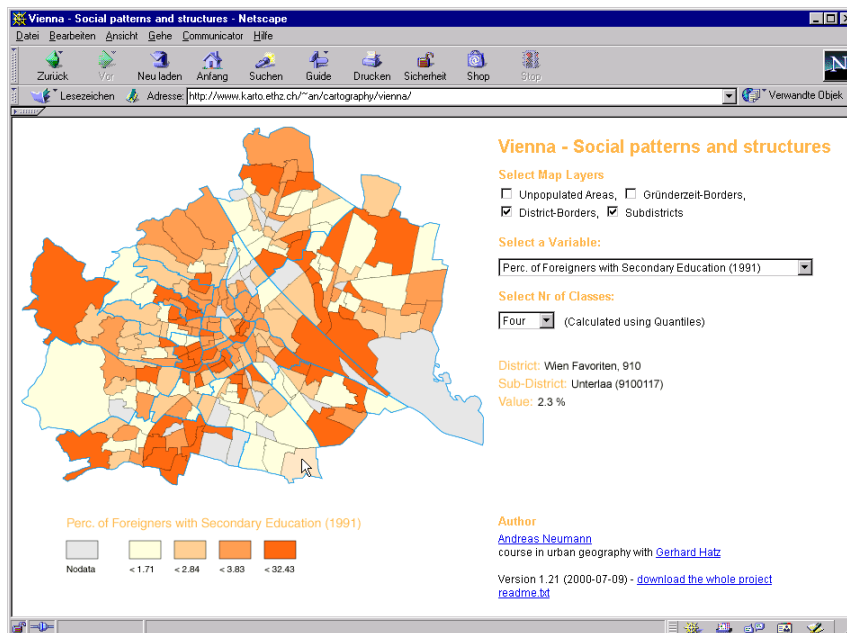 Vienna - Social patterns and structures - Netscape
Datei Bearbeiten Ansicht Gehe Communicator Hilfe
Zurück Vor Neu laden Anfang Suchen Guide Drucken Sicherheit Shop Stop
N
Lesezeichen Adresse: http://www.karto.ethz.ch/~an/cartography/vienna/ Verwandte Objek
Vienna - Social patterns and structures
Select Map Layers
Unpopulated Areas, Gründerzeit-Borders,
District-Borders, Subdistricts
Select a Variable:
Perc. of Foreigners with Secondary Education (1991)
Select Nr of Classes:
Four (Calculated using Quantiles)
District: Wien Favoriten, 910
Sub-District: Unterlaa (9100117)
Value: 2.3 %
Perc. of Foreigners with Secondary Education (1991)
Nodata < 1.71 < 2.84 < 3.83 < 32.43
Author
Andreas Neumann
course in urban geography with Gerhard Hatz
Version 1.21 (2000-07-09) - download the whole project
readme.txt